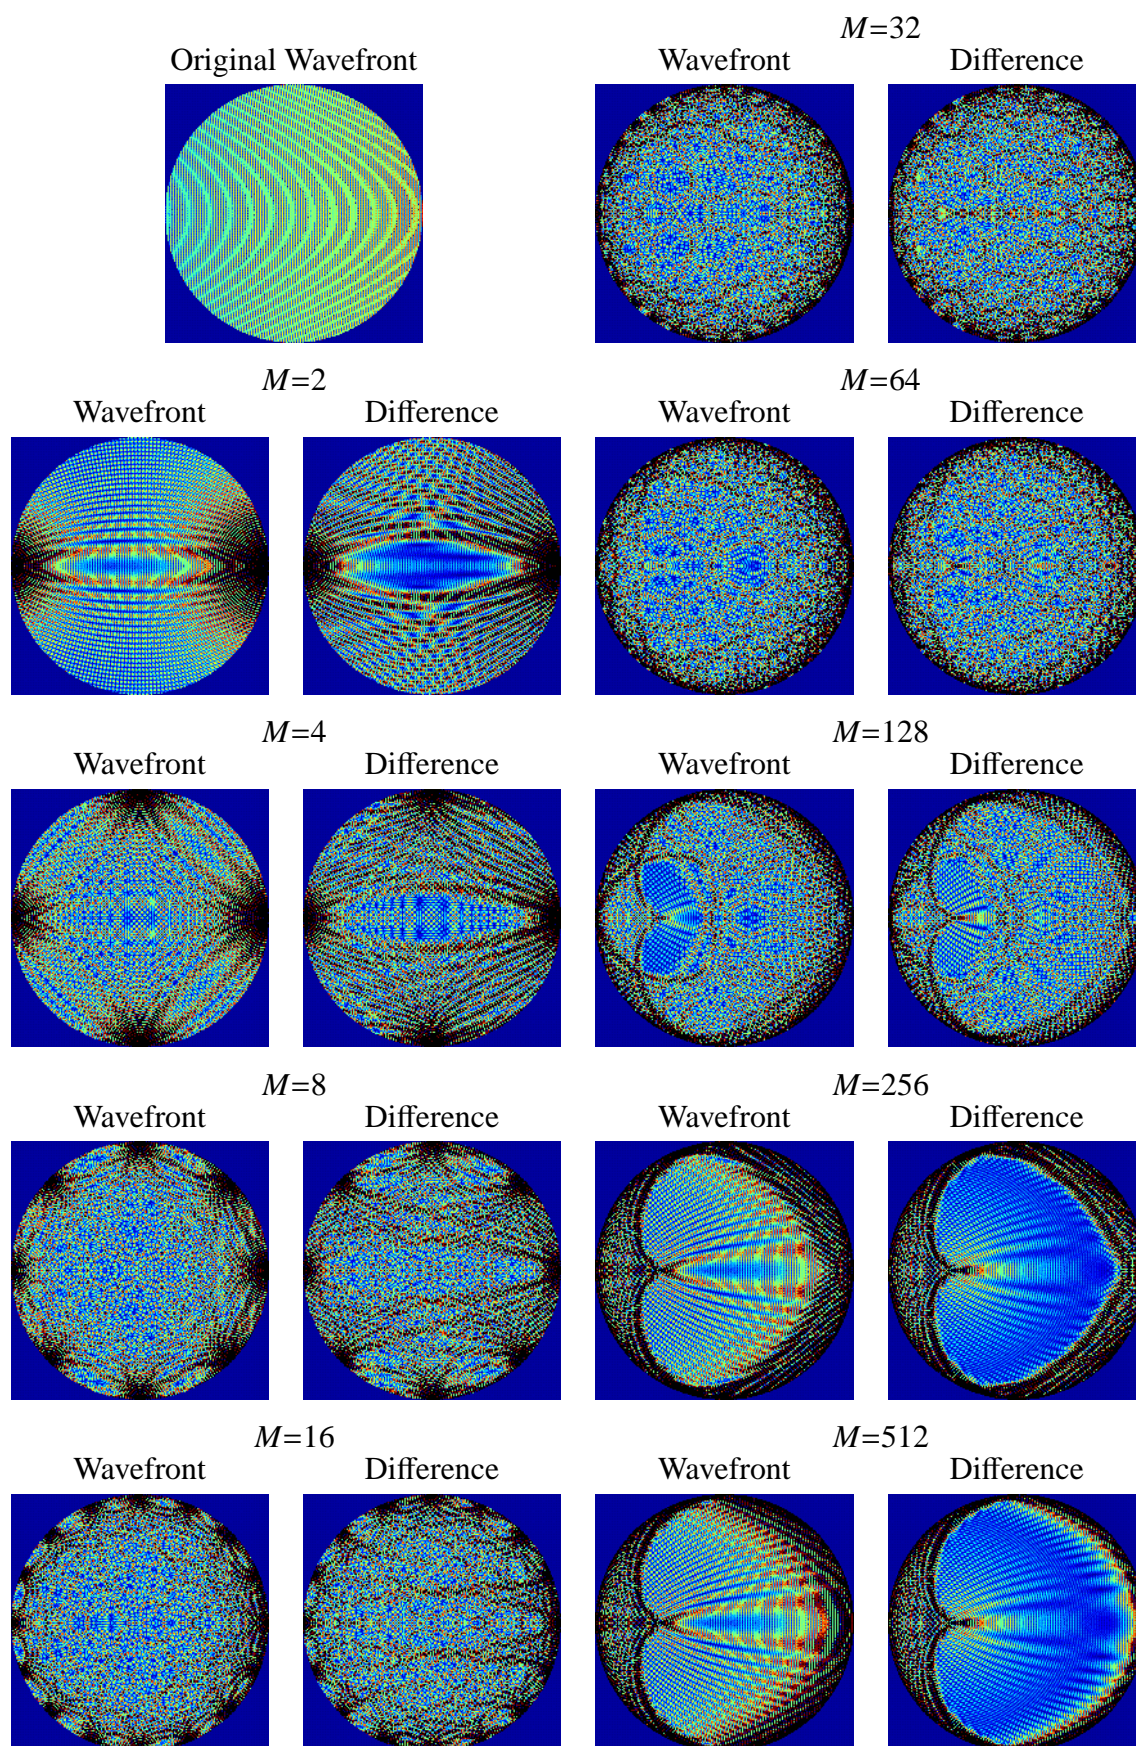 Original Wavefront
M=2
Wavefront Difference
M=4
Wavefront Difference
M=8
Wavefront Difference
M=16
Wavefront Difference
M=32
Wavefront Difference
M=64
Wavefront Difference
M=128
Wavefront Difference
M=256
Wavefront Difference
M=512
Wavefront Difference